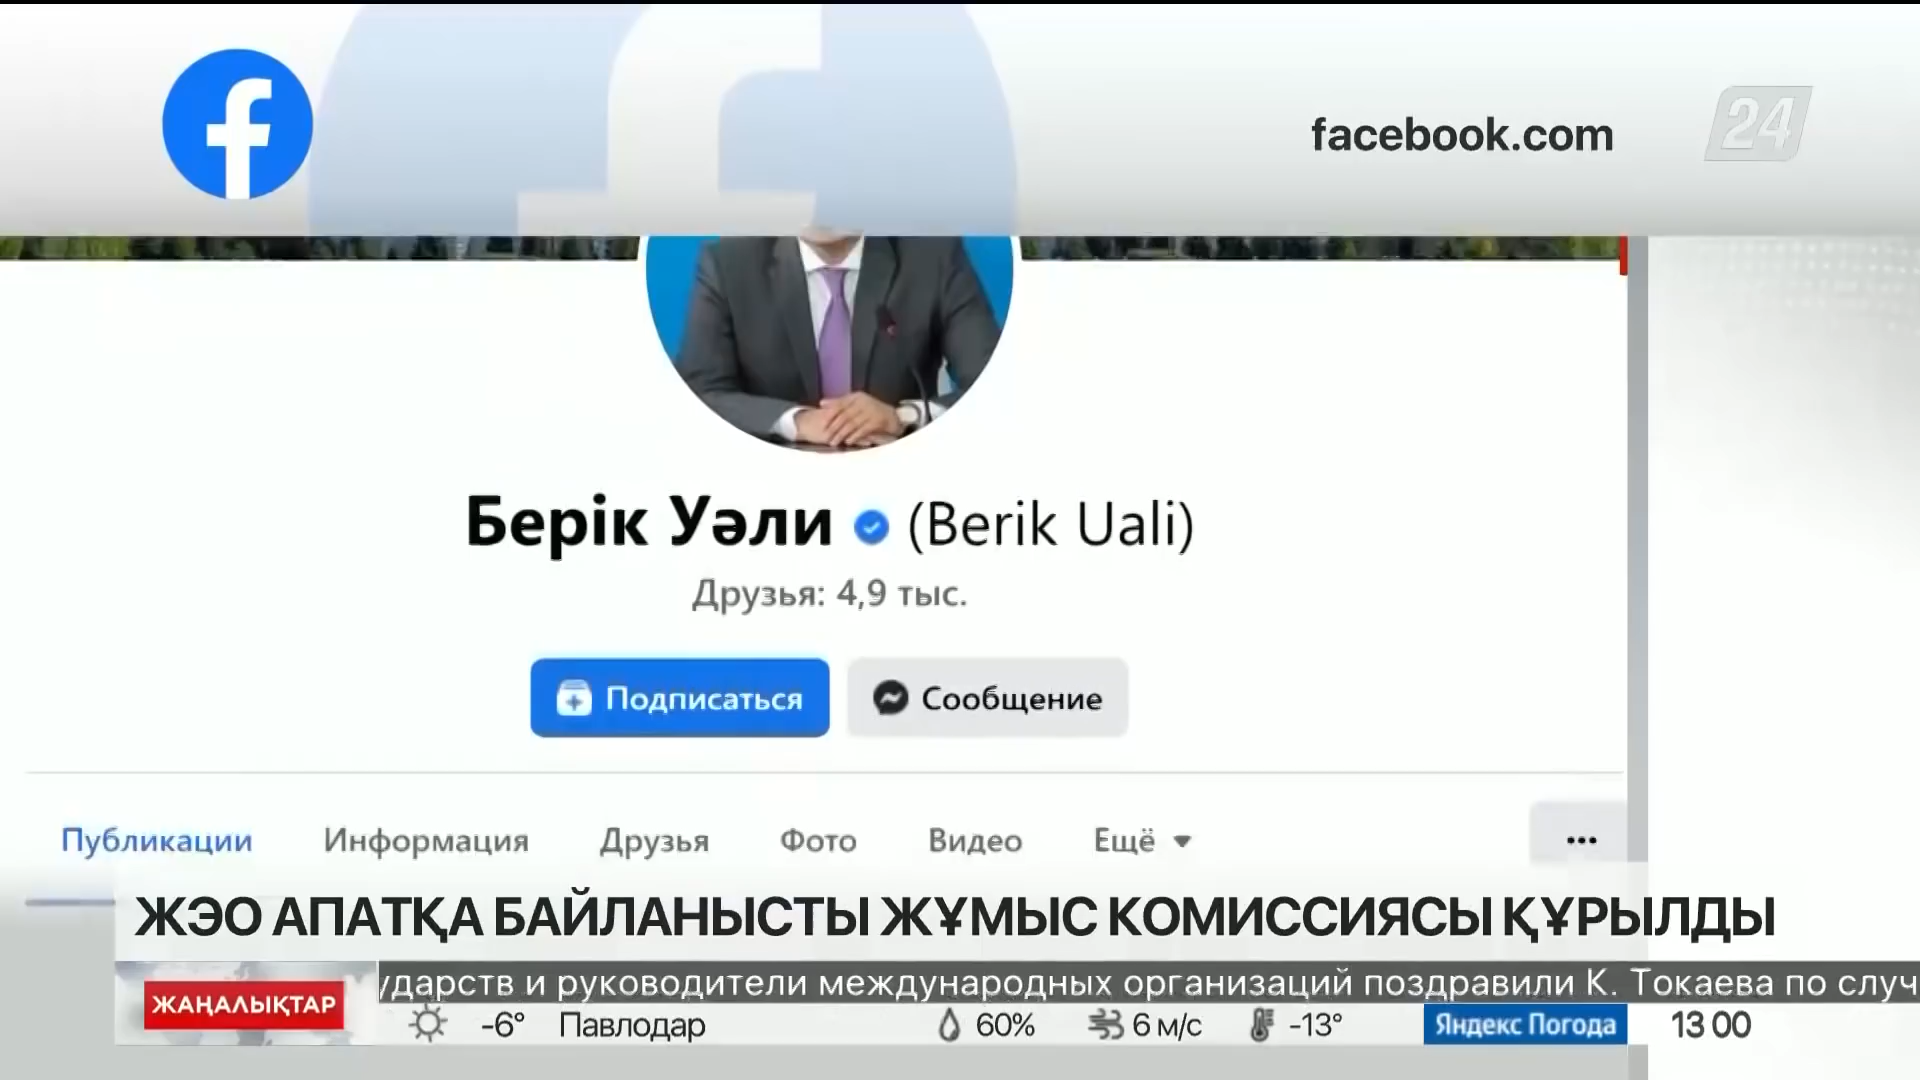 facebook.com
24
Берік Уәли (Berik Uali)
Друзья: 4,9 тыс.
Подписаться
Сообщение
Публикации Информация Друзья Фото Видео Ещё
ЖЭО АПАТҚА БАЙЛАНЫСТЫ ЖҰМЫС КОМИССИЯСЫ ҚҰРЫЛДЫ
ЖАҢАЛЫҚТАР
ударств и руководители международных организаций поздравили К. Токаева по случ
-6° Павлодар 60% 6 м/с -13° Яндекс Погода 13 00